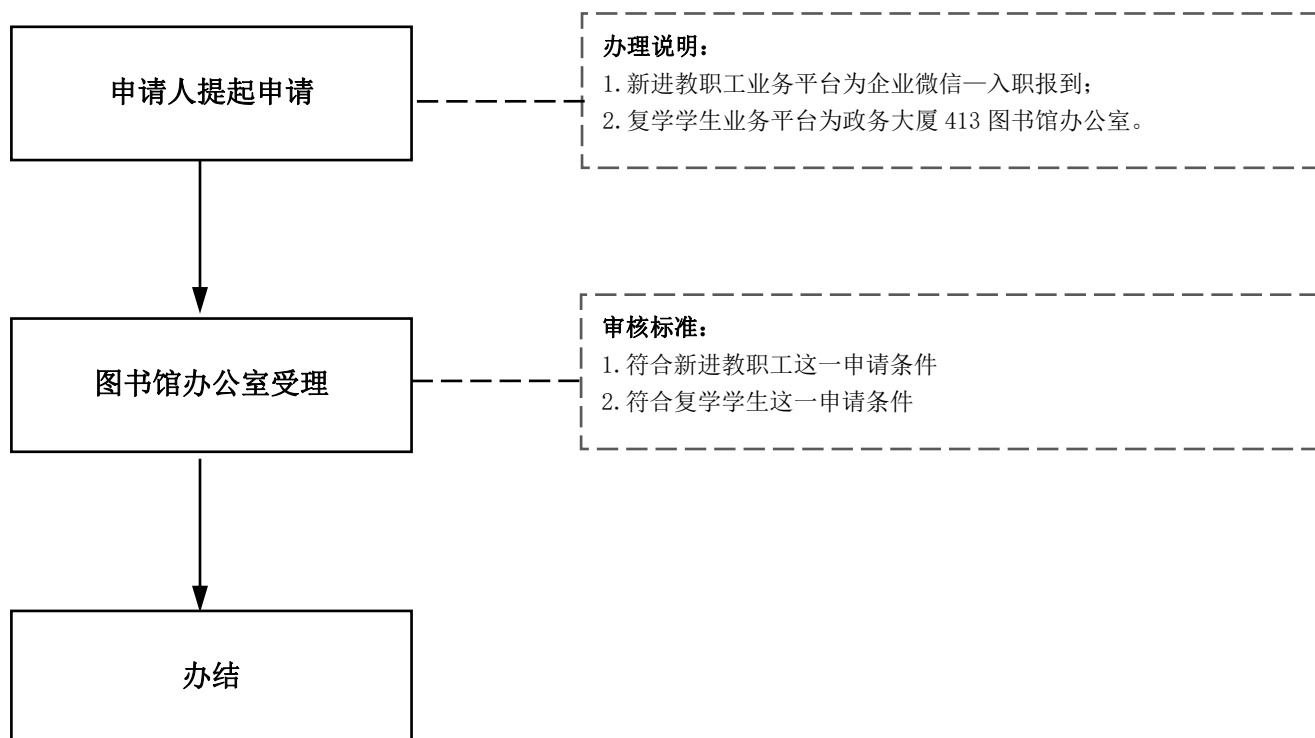 申请人提起申请
办理说明：
1.新进教职工业务平台为企业微信—入职报到；
2.复学学生业务平台为政务大厦 413 图书馆办公室。
图书馆办公室受理
审核标准：
1.符合新进教职工这一申请条件
2.符合复学学生这一申请条件
办结